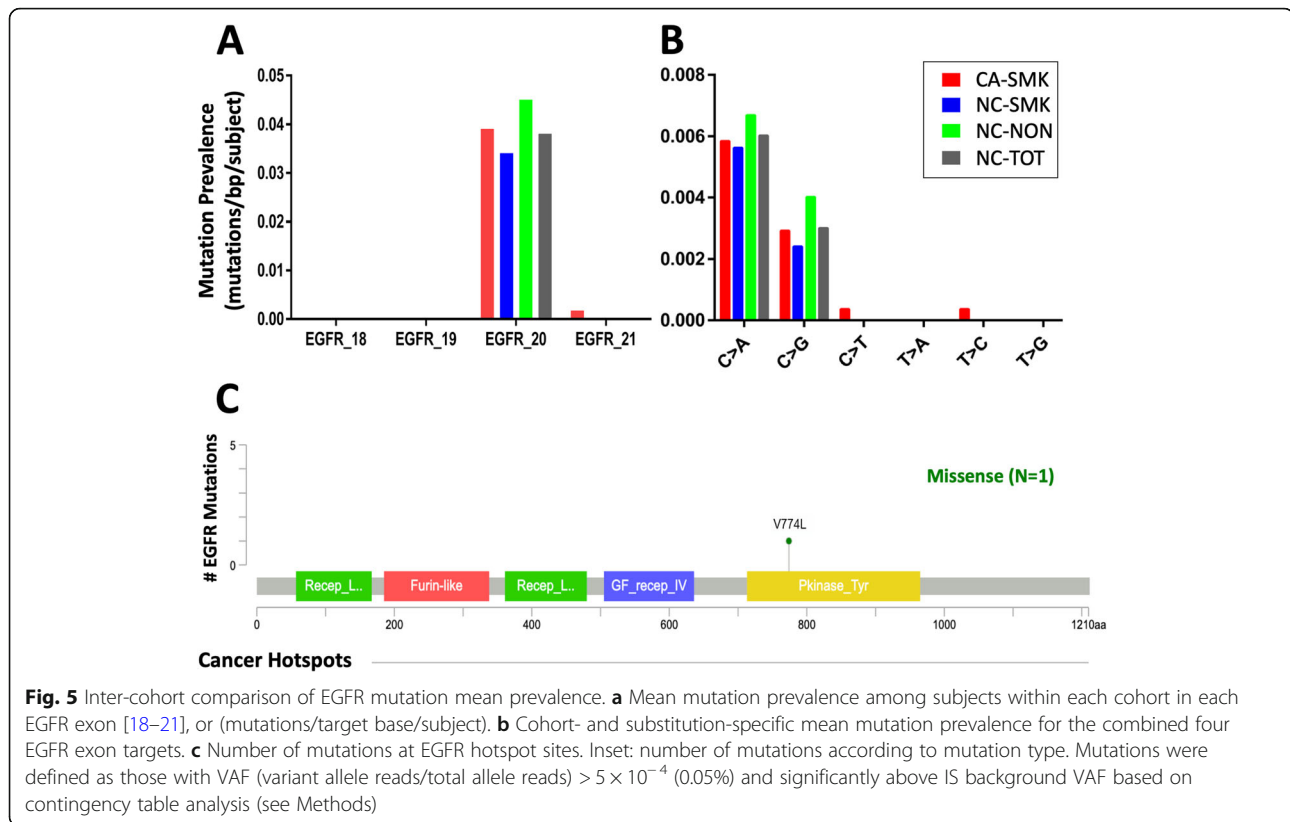 A
Mutation Prevalence
(mutations/bp/subject)
0.05
0.04
0.03
0.02
0.01
0.00
EGFR_18
EGFR_19
EGFR_20
EGFR_21
B
0.008
0.006
0.004
0.002
0.000
C>A
C>G
C>T
T>A
T>C
T>G
CA-SMK
NC-SMK
NC-NON
NC-TOT
C
# EGFR Mutations
5
0
Missense (N=1)
V774L
Recep_L..
Furin-like
Recep_L..
GF_recep_IV
Pkinase_Tyr
0
200
400
600
800
1000
1210aa
Cancer Hotspots
Fig. 5 Inter-cohort comparison of EGFR mutation mean prevalence. a Mean mutation prevalence among subjects within each cohort in each
EGFR exon [18–21], or (mutations/target base/subject). b Cohort- and substitution-specific mean mutation prevalence for the combined four
EGFR exon targets. c Number of mutations at EGFR hotspot sites. Inset: number of mutations according to mutation type. Mutations were
defined as those with VAF (variant allele reads/total allele reads) > 5 × 10⁻⁴ (0.05%) and significantly above IS background VAF based on
contingency table analysis (see Methods)